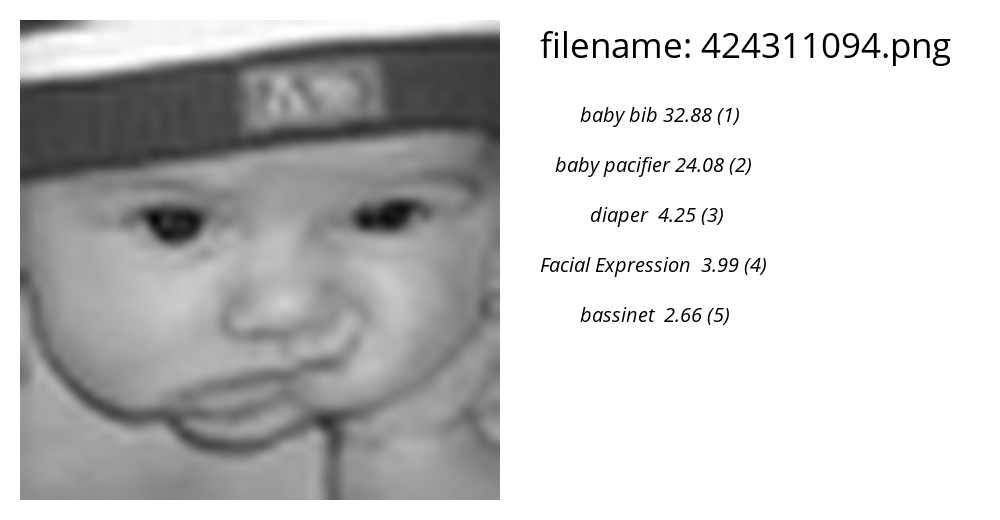 filename: 424311094.png
baby bib 32.88 (1)
baby pacifier 24.08 (2)
diaper 4.25 (3)
Facial Expression 3.99 (4)
bassinet 2.66 (5)